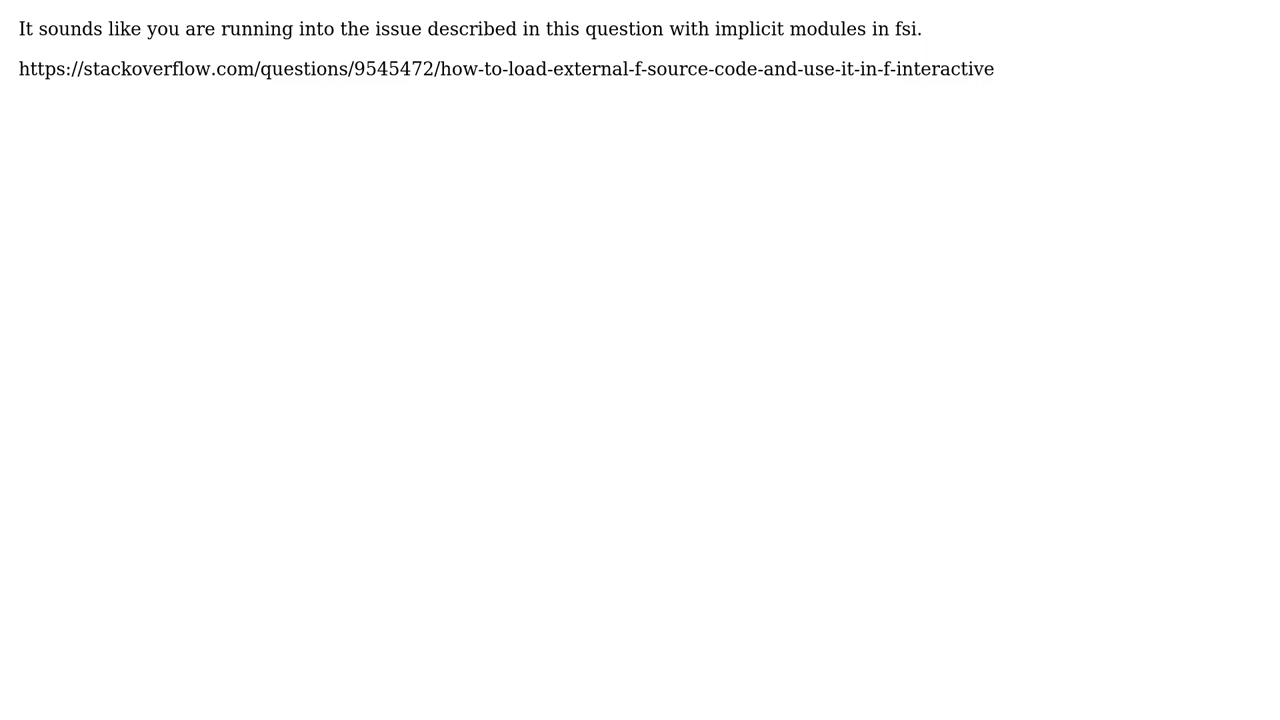 It sounds like you are running into the issue described in this question with implicit modules in fsi.
https://stackoverflow.com/questions/9545472/how-to-load-external-f-source-code-and-use-it-in-f-interactive